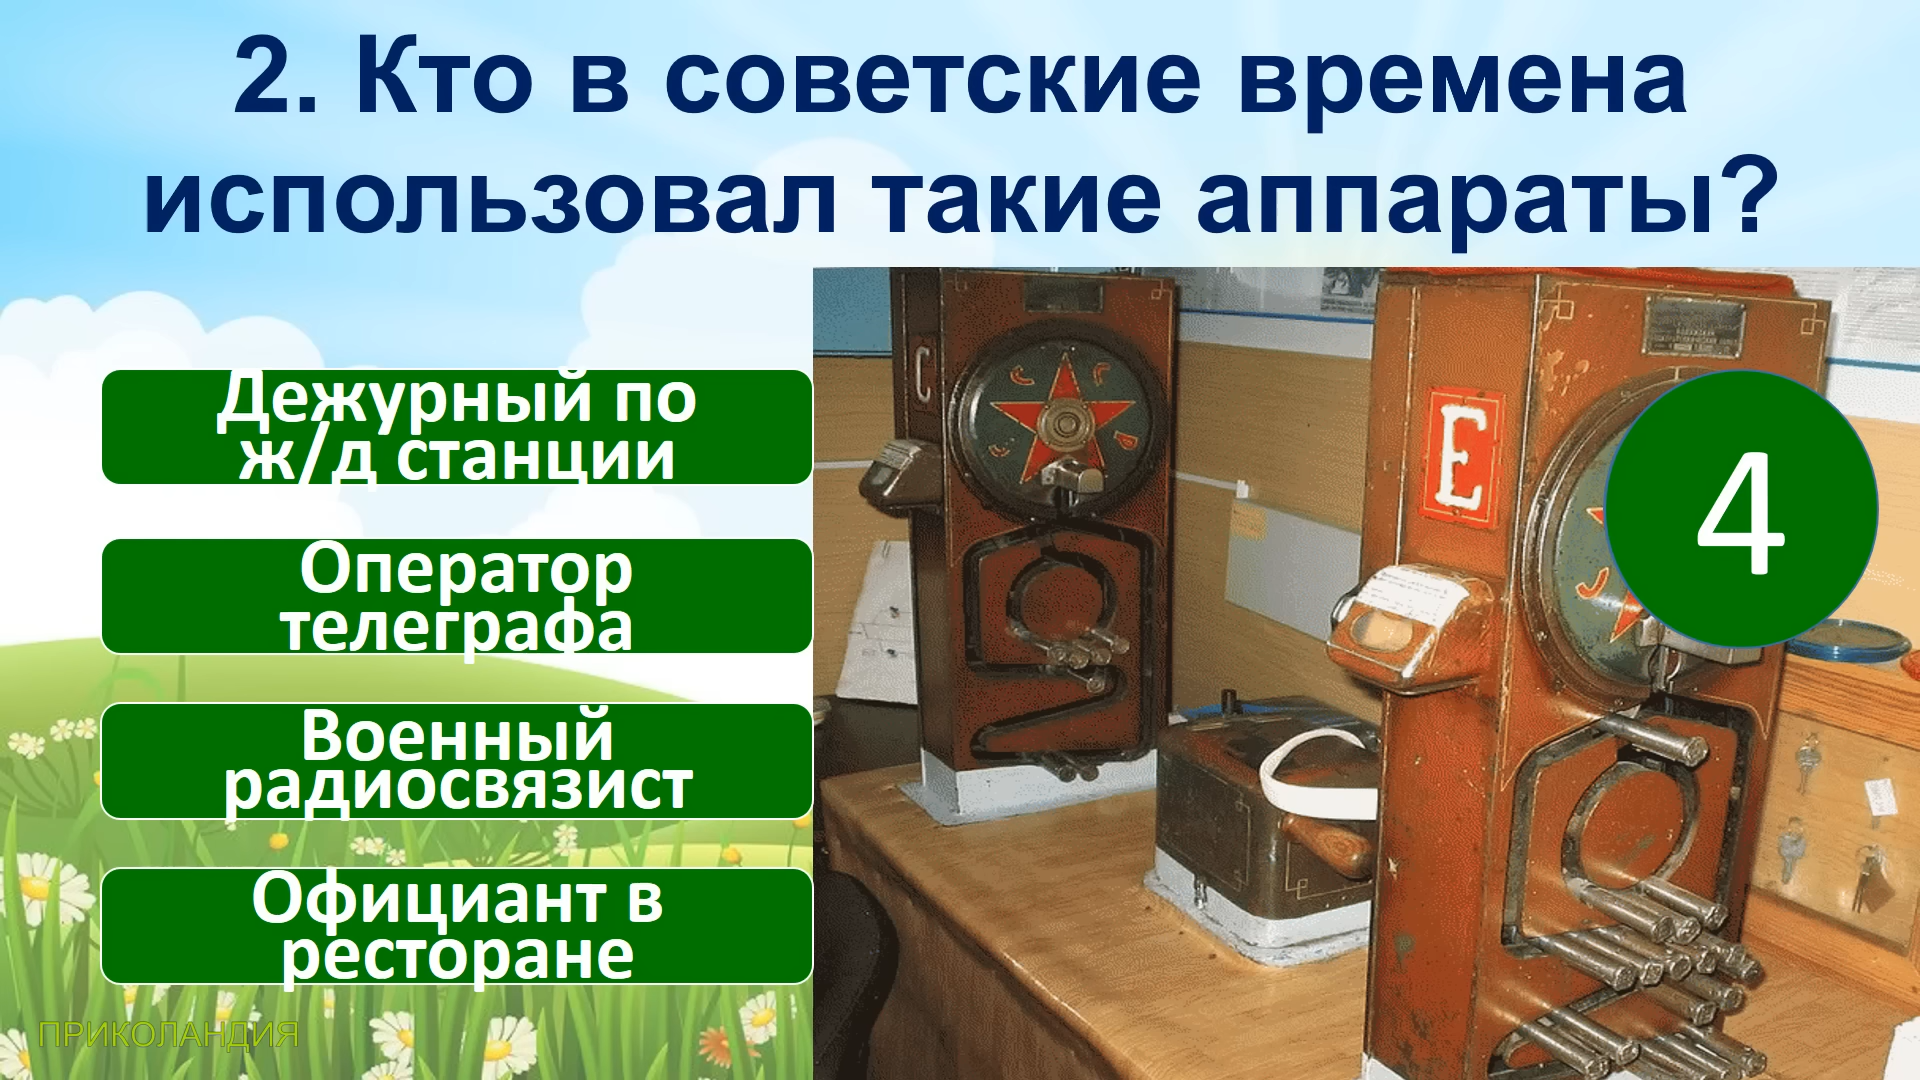 2. Кто в советские времена
использовал такие аппараты?
Дежурный по
ж/д станции
Оператор
телеграфа
Военный
радиосвязист
Официант в
ресторане
С
Е
4
ПРИКОЛАНДИЯ